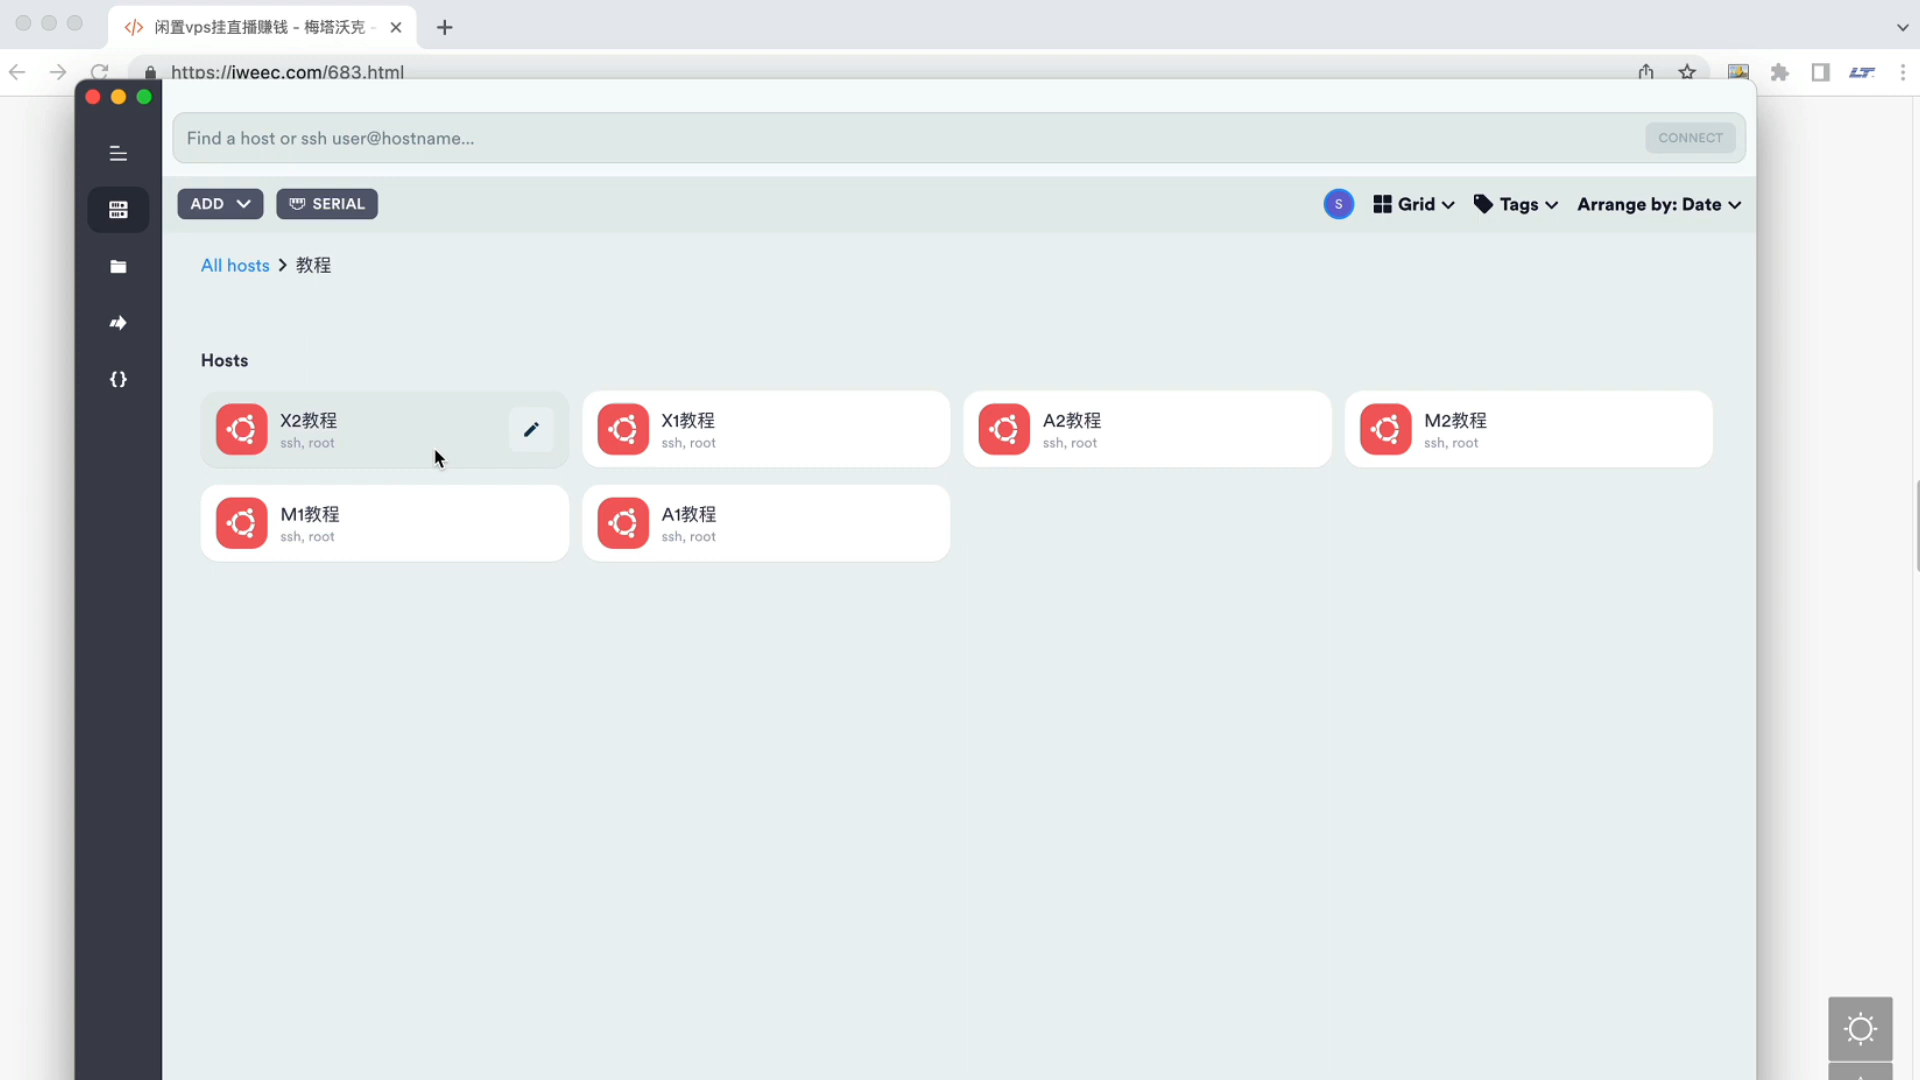 闲置vps挂直播赚钱 - 梅塔沃克 -
https://iweec.com/683.html
Find a host or ssh user@hostname...
CONNECT
ADD
SERIAL
S
Grid
Tags
Arrange by: Date
All hosts > 教程
Hosts
X2教程
ssh, root
X1教程
ssh, root
A2教程
ssh, root
M2教程
ssh, root
M1教程
ssh, root
A1教程
ssh, root